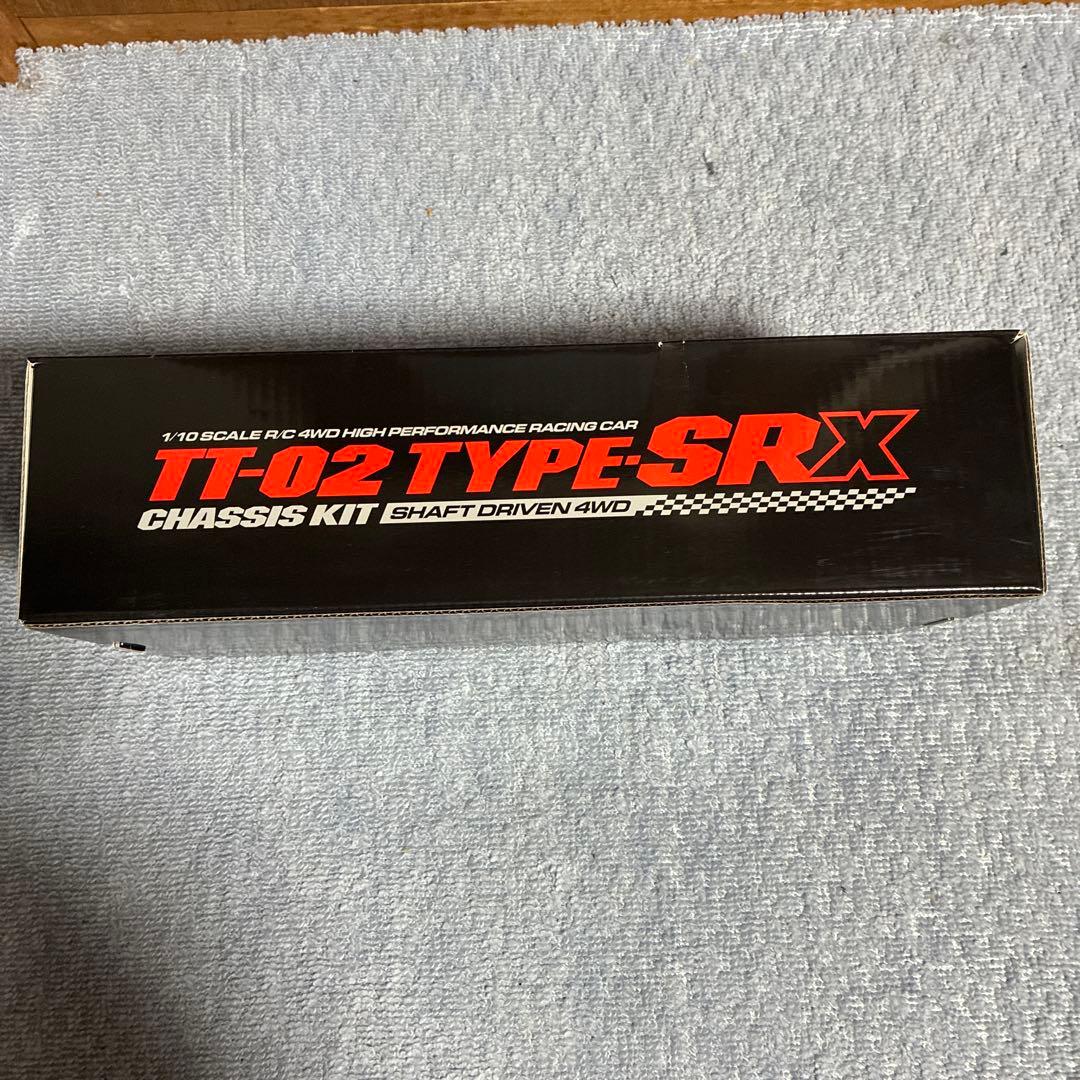 1/10 SCALE R/C 4WD HIGH PERFORMANCE RACING CAR
TT-02 TYPE-SRX
CHASSIS KIT SHAFT DRIVEN 4WD